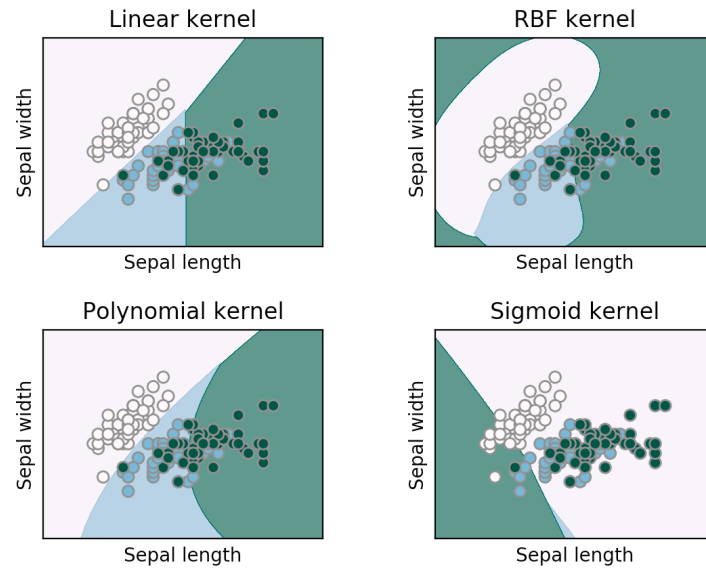 Linear kernel
RBF kernel
Sepal width
Sepal width
Sepal length
Sepal length
Polynomial kernel
Sigmoid kernel
Sepal width
Sepal width
Sepal length
Sepal length